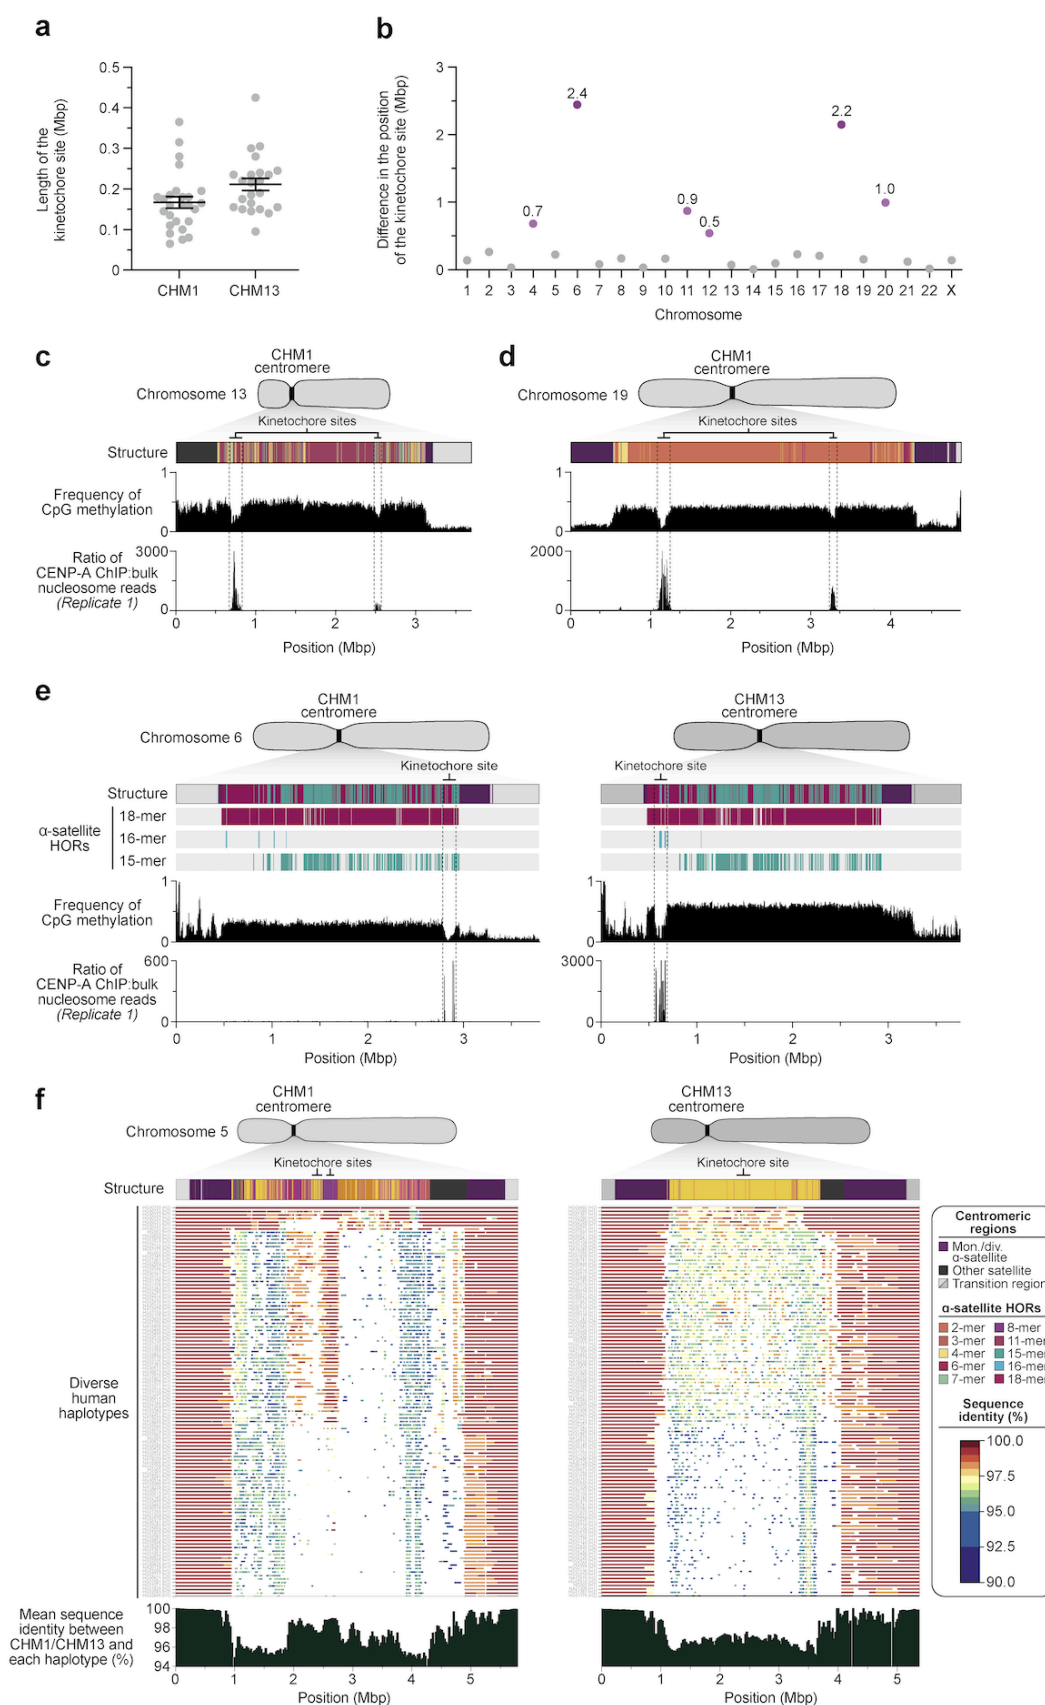 a
b
Length of the
kinetochore site (Mbp)
0.5
0.4
0.3
0.2
0.1
0
CHM1
CHM13
Difference in the position
of the kinetochore site (Mbp)
3
2
1
0
2.4
2.2
0.7
0.9
0.5
1.0
1 2 3 4 5 6 7 8 9 10 11 12 13 14 15 16 17 18 19 20 21 22 X
Chromosome
c
CHM1
centromere
Chromosome 13
Kinetochore sites
Structure
Frequency of
CpG methylation
1
0
Ratio of
CENP-A ChIP:bulk
nucleosome reads
(Replicate 1)
3000
0
0 1 2 3
Position (Mbp)
d
CHM1
centromere
Chromosome 19
Kinetochore sites
1
0
2000
0
0 1 2 3 4
Position (Mbp)
e
CHM1
centromere
Chromosome 6
Kinetochore site
Structure
α-satellite
HORs
18-mer
16-mer
15-mer
Frequency of
CpG methylation
1
0
Ratio of
CENP-A ChIP:bulk
nucleosome reads
(Replicate 1)
600
0
0 1 2 3
Position (Mbp)
CHM13
centromere
Kinetochore site
1
0
3000
0
0 1 2 3
Position (Mbp)
f
CHM1
centromere
Chromosome 5
Kinetochore sites
Structure
Diverse
human
haplotypes
Mean sequence
identity between
CHM1/CHM13 and
each haplotype (%)
100
98
96
94
0 1 2 3 4 5
Position (Mbp)
CHM13
centromere
Kinetochore site
0 1 2 3 4 5
Position (Mbp)
Centromeric
regions
Mon./div.
α-satellite
Other satellite
Transition region
α-satellite HORs
2-mer 8-mer
3-mer 11-mer
4-mer 15-mer
6-mer 16-mer
7-mer 18-mer
Sequence
identity (%)
100.0
97.5
95.0
92.5
90.0